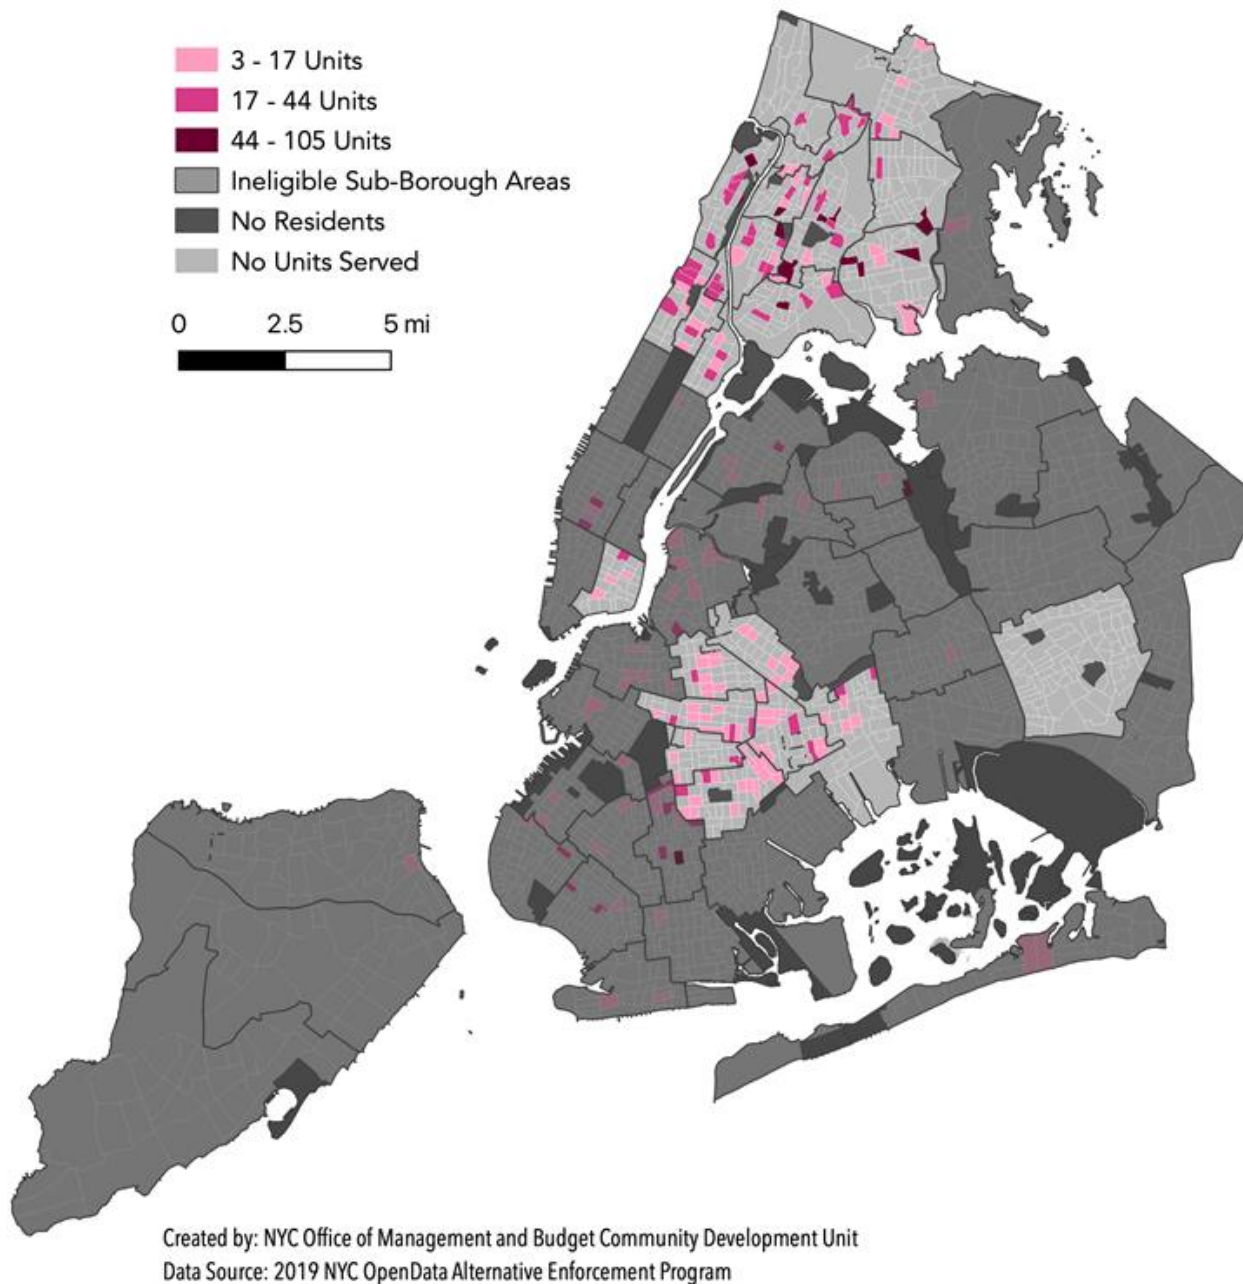 3 - 17 Units
17 - 44 Units
44 - 105 Units
Ineligible Sub-Borough Areas
No Residents
No Units Served
0 2.5 5 mi
Created by: NYC Office of Management and Budget Community Development Unit
Data Source: 2019 NYC OpenData Alternative Enforcement Program